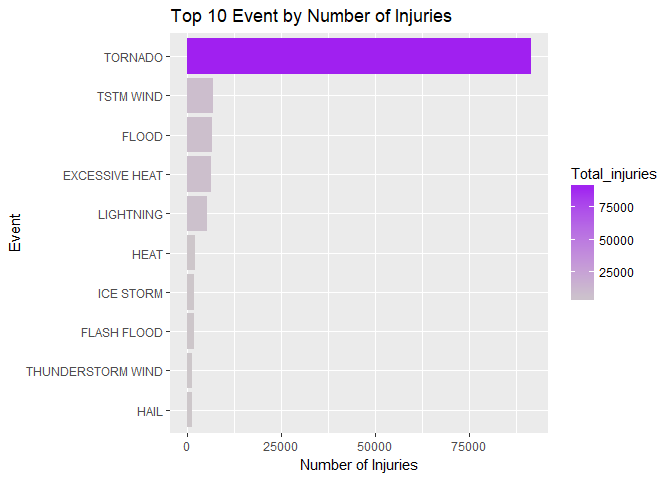 Top 10 Event by Number of Injuries
TORNADO
TSTM WIND
FLOOD
EXCESSIVE HEAT
LIGHTNING
HEAT
ICE STORM
FLASH FLOOD
THUNDERSTORM WIND
HAIL
Event
0 25000 50000 75000
Number of Injuries
Total_injuries
75000
50000
25000